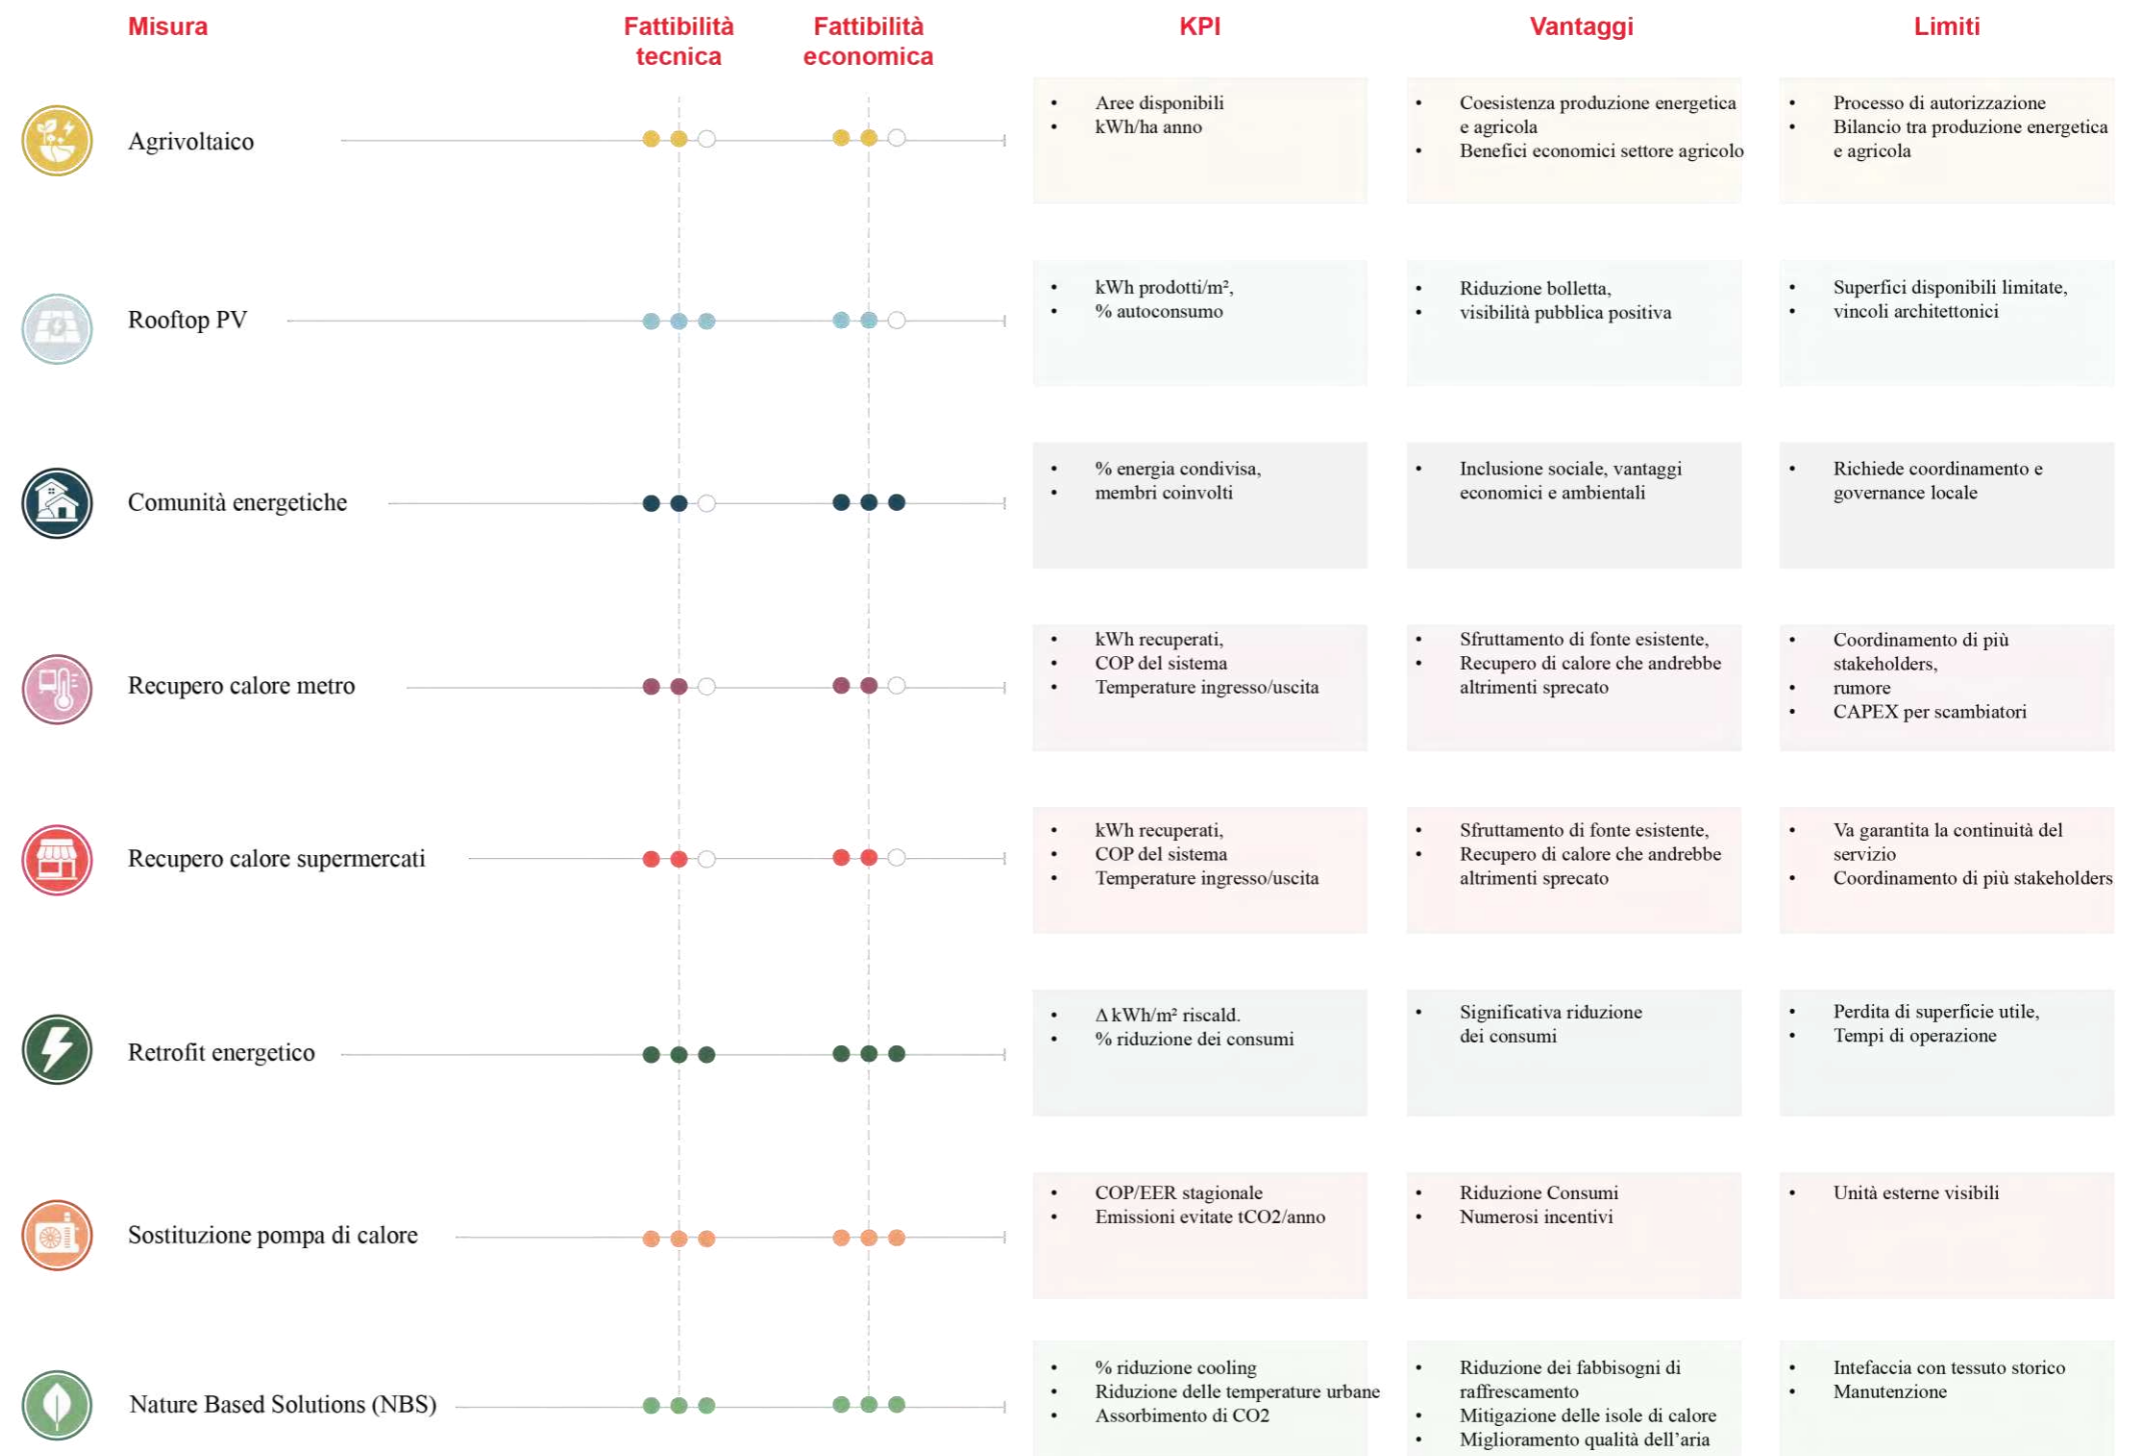 Misura
Fattibilità
tecnica
Fattibilità
economica
KPI
Vantaggi
Limiti
Agrivoltaico
• Aree disponibili
• kWh/ha anno
• Coesistenza produzione energetica
e agricola
• Benefici economici settore agricolo
• Processo di autorizzazione
• Bilancio tra produzione energetica
e agricola
Rooftop PV
• kWh prodotti/m²,
• % autoconsumo
• Riduzione bolletta,
• visibilità pubblica positiva
• Superfici disponibili limitate,
• vincoli architettonici
Comunità energetiche
• % energia condivisa,
• membri coinvolti
• Inclusione sociale, vantaggi
economici e ambientali
• Richiede coordinamento e
governance locale
Recupero calore metro
• kWh recuperati,
• COP del sistema
• Temperature ingresso/uscita
• Sfruttamento di fonte esistente,
• Recupero di calore che andrebbe
altrimenti sprecato
• Coordinamento di più
stakeholders,
• rumore
• CAPEX per scambiatori
Recupero calore supermercati
• kWh recuperati,
• COP del sistema
• Temperature ingresso/uscita
• Sfruttamento di fonte esistente,
• Recupero di calore che andrebbe
altrimenti sprecato
• Va garantita la continuità del
servizio
• Coordinamento di più stakeholders
Retrofit energetico
• Δ kWh/m² riscald.
• % riduzione dei consumi
• Significativa riduzione
dei consumi
• Perdita di superficie utile,
• Tempi di operazione
Sostituzione pompa di calore
• COP/EER stagionale
• Emissioni evitate tCO2/anno
• Riduzione Consumi
• Numerosi incentivi
• Unità esterne visibili
Nature Based Solutions (NBS)
• % riduzione cooling
• Riduzione delle temperature urbane
• Assorbimento di CO2
• Riduzione dei fabbisogni di
raffrescamento
• Mitigazione delle isole di calore
• Miglioramento qualità dell’aria
• Intefaccia con tessuto storico
• Manutenzione